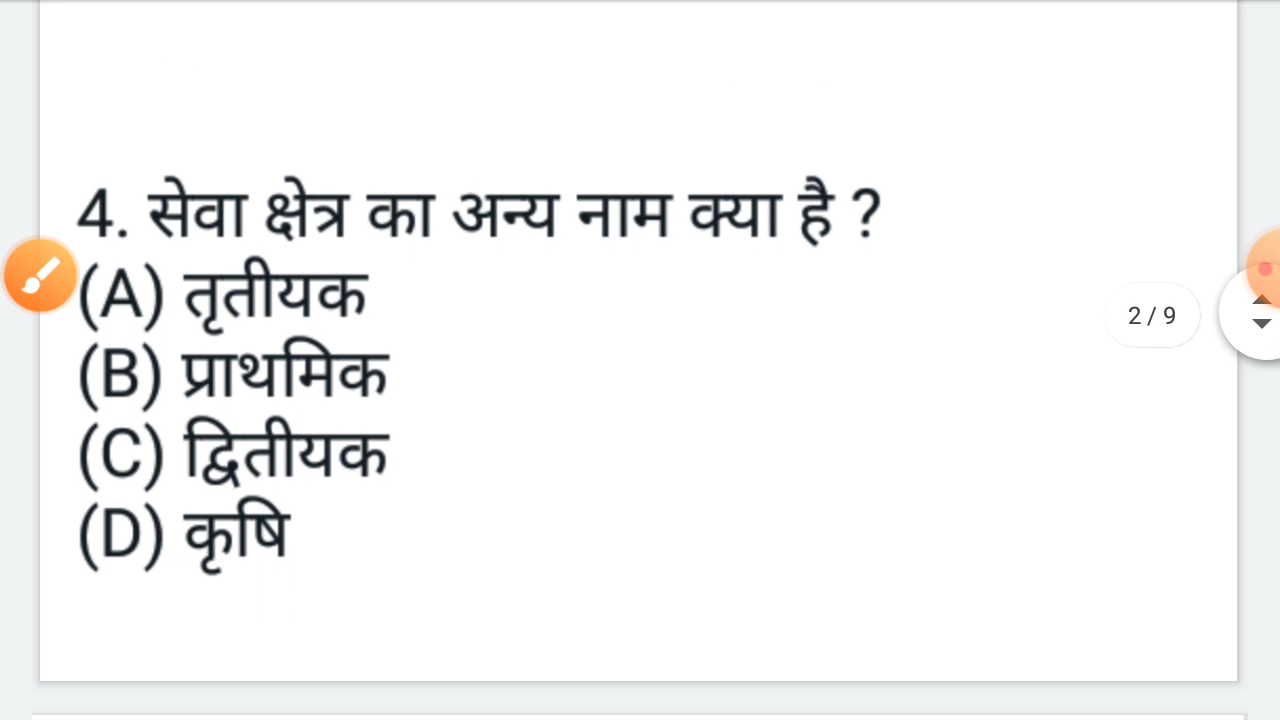 4. सेवा क्षेत्र का अन्य नाम क्या है ?
(A) तृतीयक
(B) प्राथमिक
(C) द्वितीयक
(D) कृषि
2 / 9